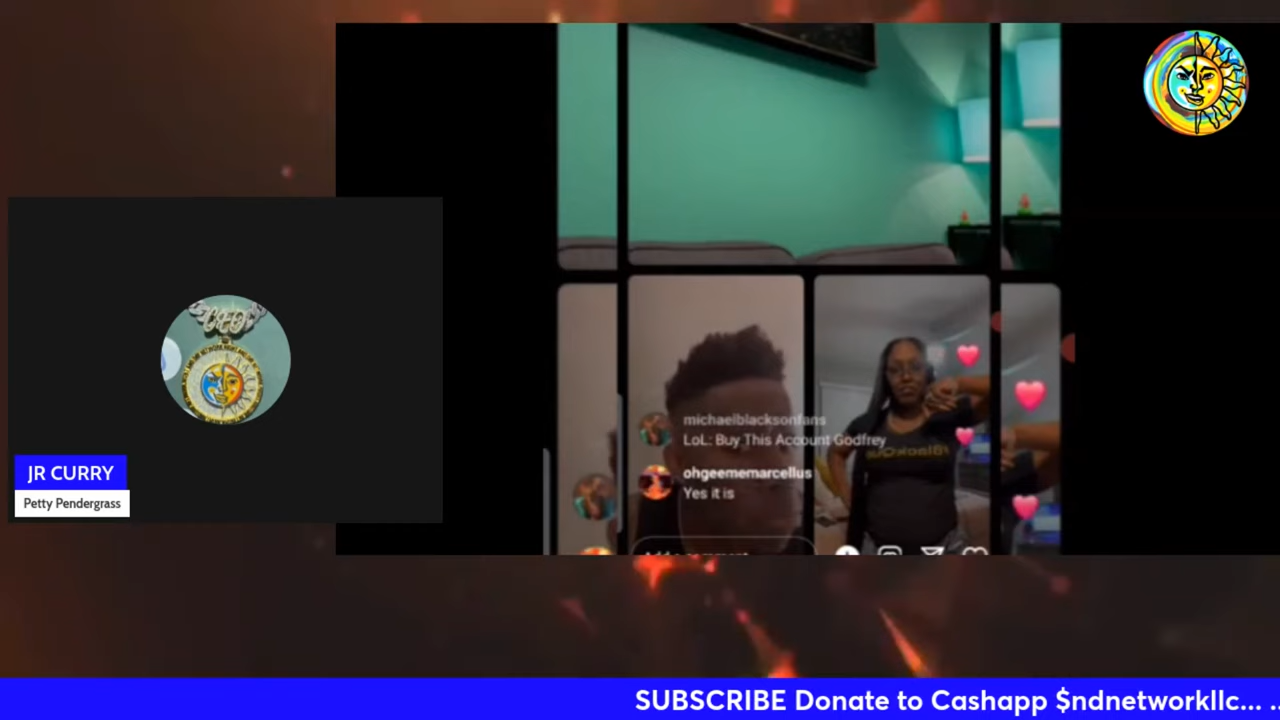 CEO
michaelblacksonfans
LoL: Buy This Account Godfrey
ohgeememarcellus
Yes it is
JR CURRY
Petty Pendergrass
SUBSCRIBE Donate to Cashapp $ndnetworkllc...